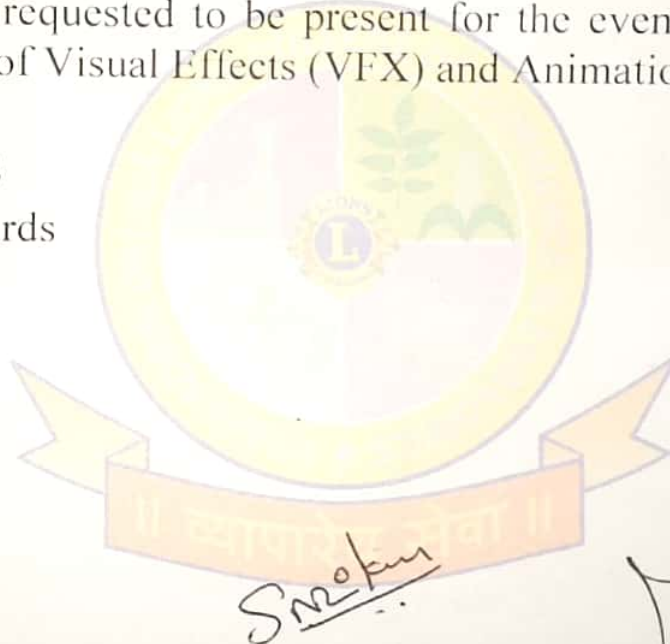 requested to be present for the even
of Visual Effects (VFX) and Animatio
rds
L
॥ व्यापारेण सेवा ॥